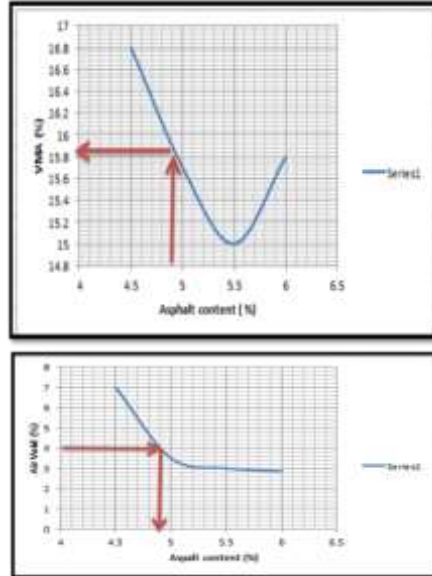 17
16.8
16.6
16.4
16.2
16
15.8
15.6
15.4
15.2
15
14.8
VMA (%)
4 4.5 5 5.5 6 6.5
Asphalt content ( %)
Series1
8
7
6
5
4
3
2
1
0
Air Void (%)
4 4.5 5 5.5 6 6.5
Aspalt content (%)
Series1